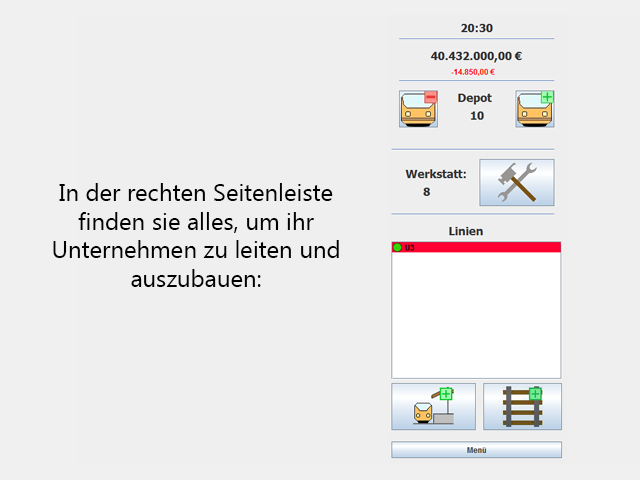 In der rechten Seitenleiste
finden sie alles, um ihr
Unternehmen zu leiten und
auszubauen:
20:30
40.432.000,00 €
-14.850,00 €
Depot
10
Werkstatt:
8
Linien
U3
Menü